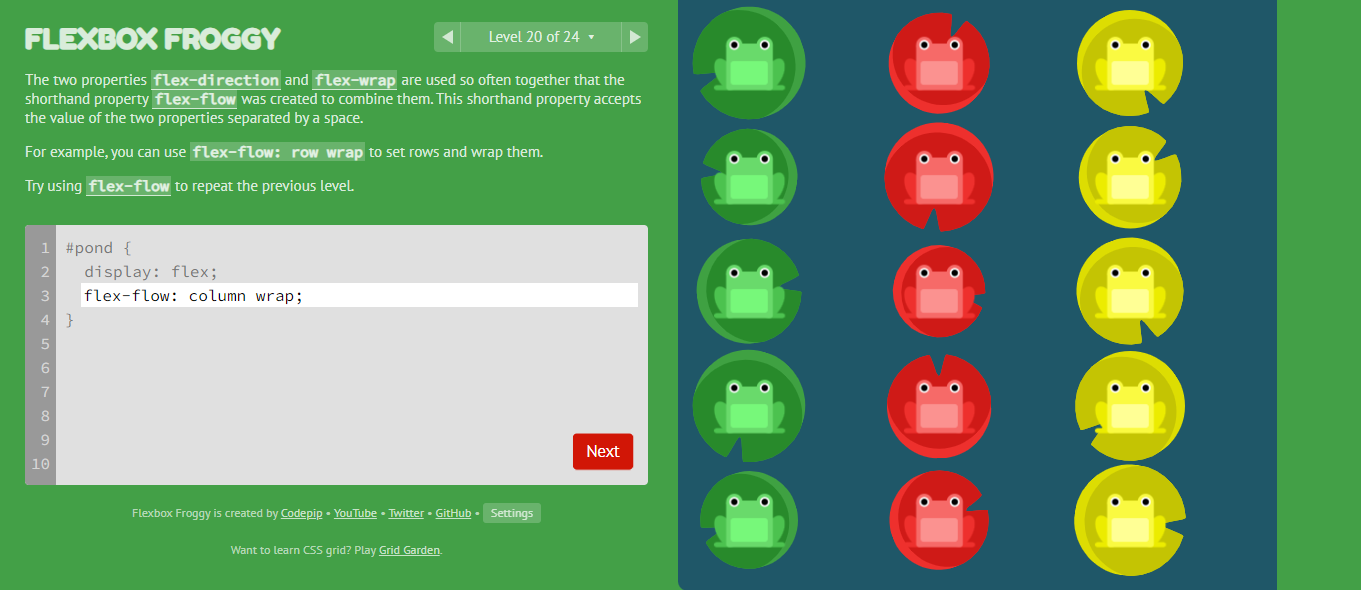 FLEXBOX FROGGY
Level 20 of 24
The two properties flex-direction and flex-wrap are used so often together that the
shorthand property flex-flow was created to combine them. This shorthand property accepts
the value of the two properties separated by a space.
For example, you can use flex-flow: row wrap to set rows and wrap them.
Try using flex-flow to repeat the previous level.
1 #pond {
2 display: flex;
3 flex-flow: column wrap;
4 }
5
6
7
8
9
10
Next
Flexbox Froggy is created by Codepip • YouTube • Twitter • GitHub • Settings
Want to learn CSS grid? Play Grid Garden.